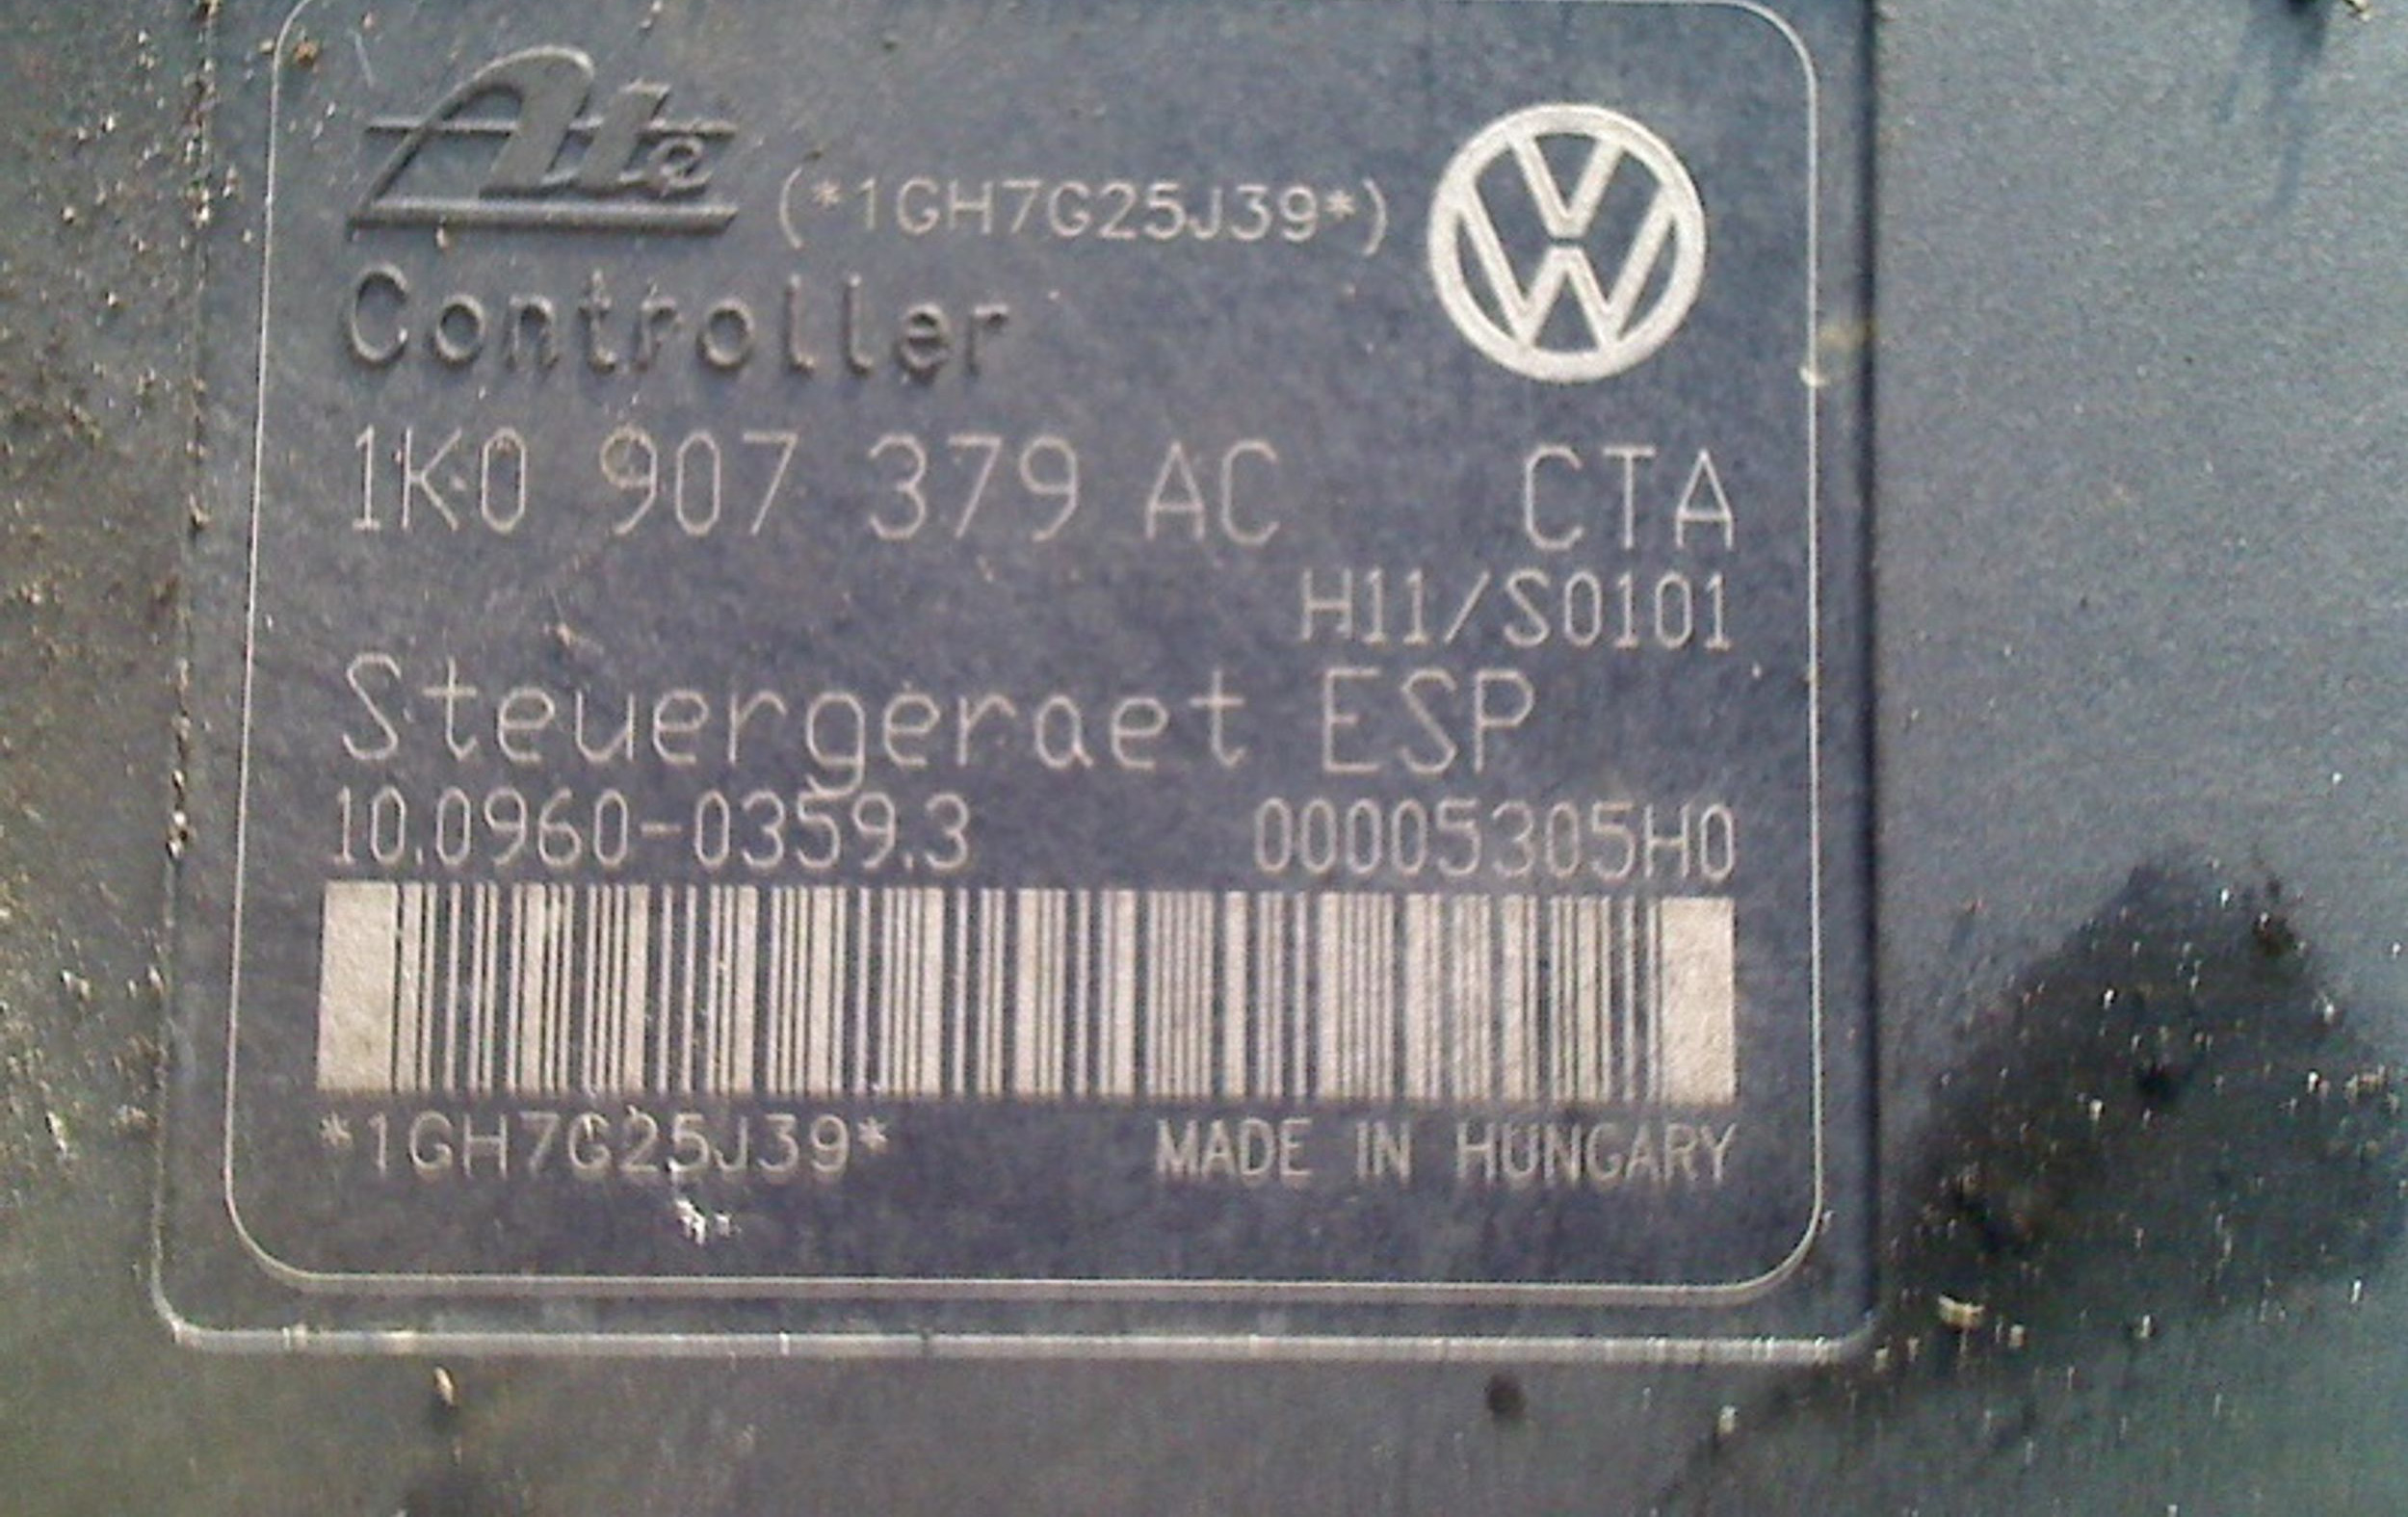 Ate (*1GH7G25J39*)
Controller
1K0 907 379 AC CTA
H11/S0101
Steuergeraet ESP
10.0960-0359.3 00005305H0
*1GH7G25J39* MADE IN HUNGARY